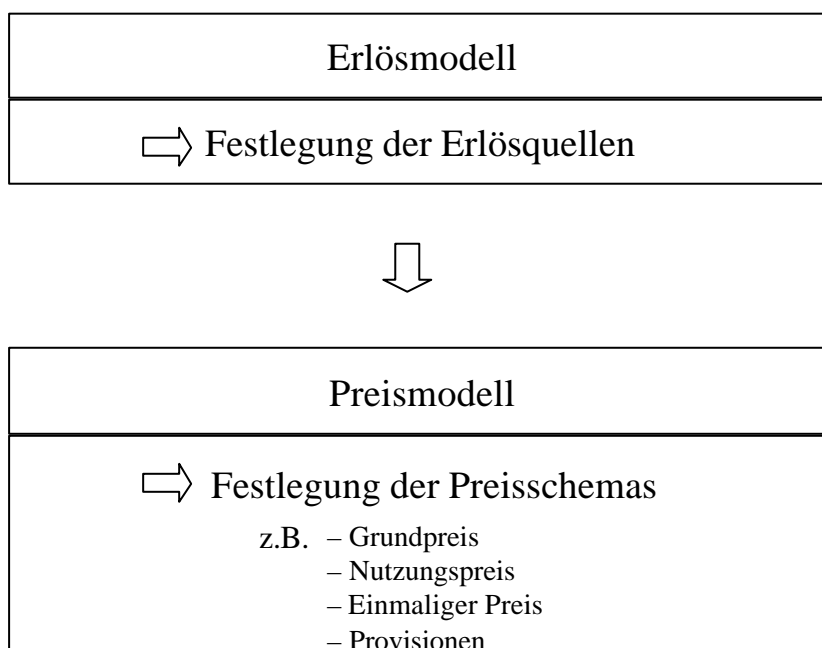 Erlösmodell
Festlegung der Erlösquellen
Preismodell
Festlegung der Preisschemas
z.B. – Grundpreis
– Nutzungspreis
– Einmaliger Preis
– Provisionen